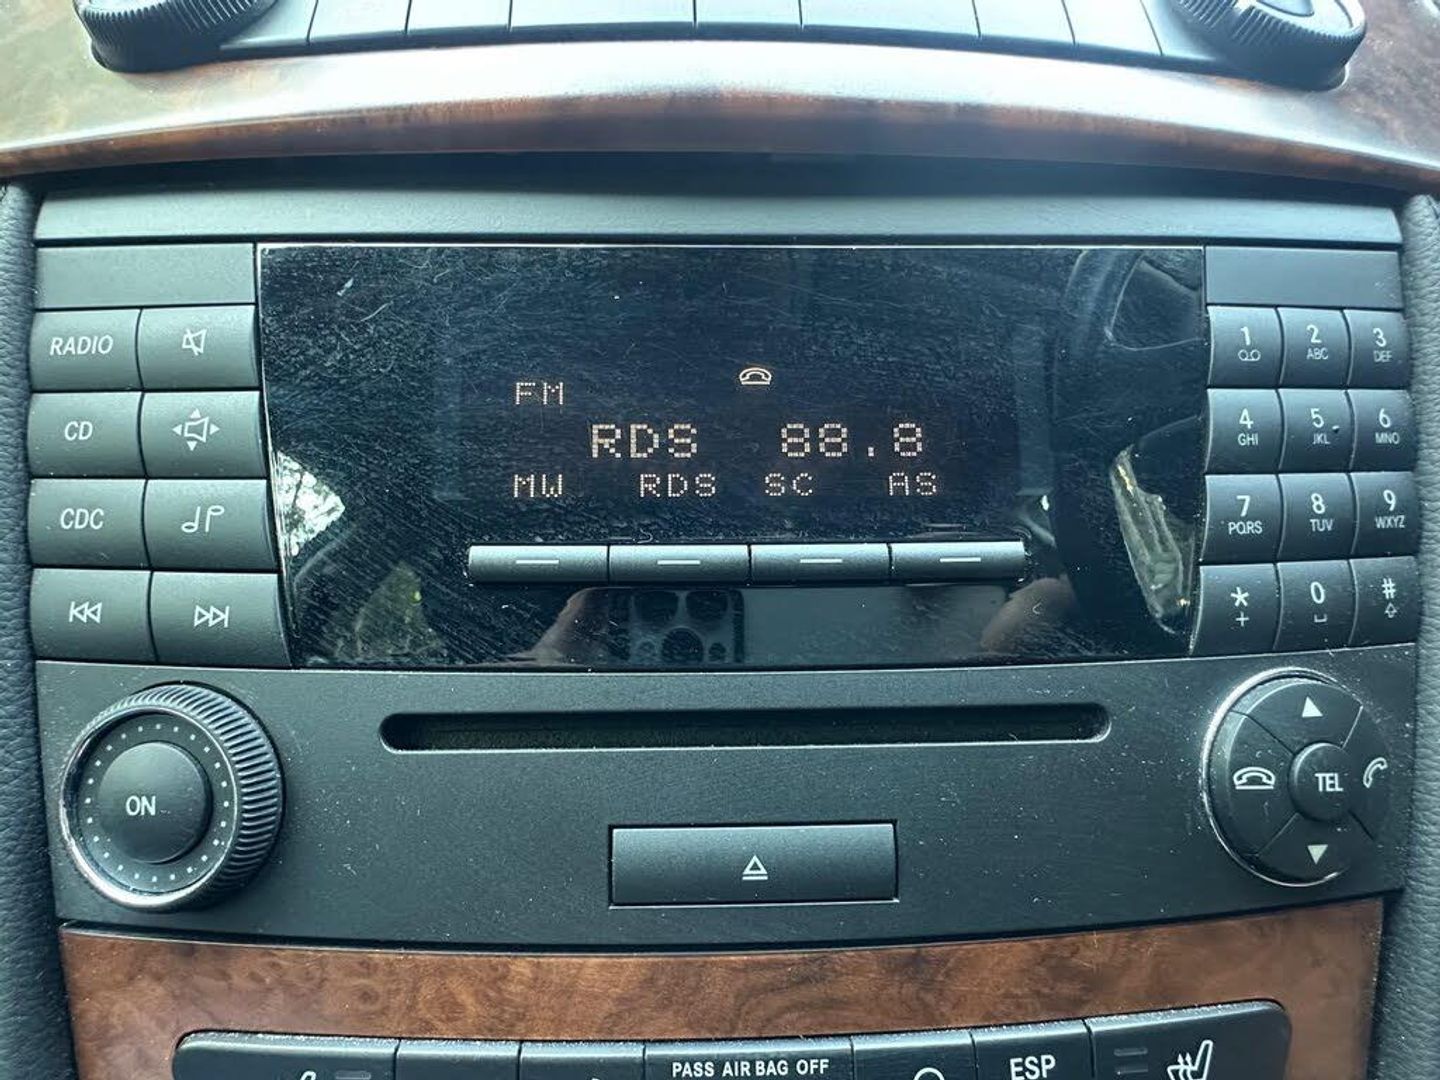 RADIO
CD
CDC
FM
RDS 88.8
MW RDS SC AS
1
2 ABC
3 DEF
4 GHI
5 JKL
6 MNO
7 PQRS
8 TUV
9 WXYZ
* +
0
#
ON
TEL
PASS AIR BAG OFF
ESP